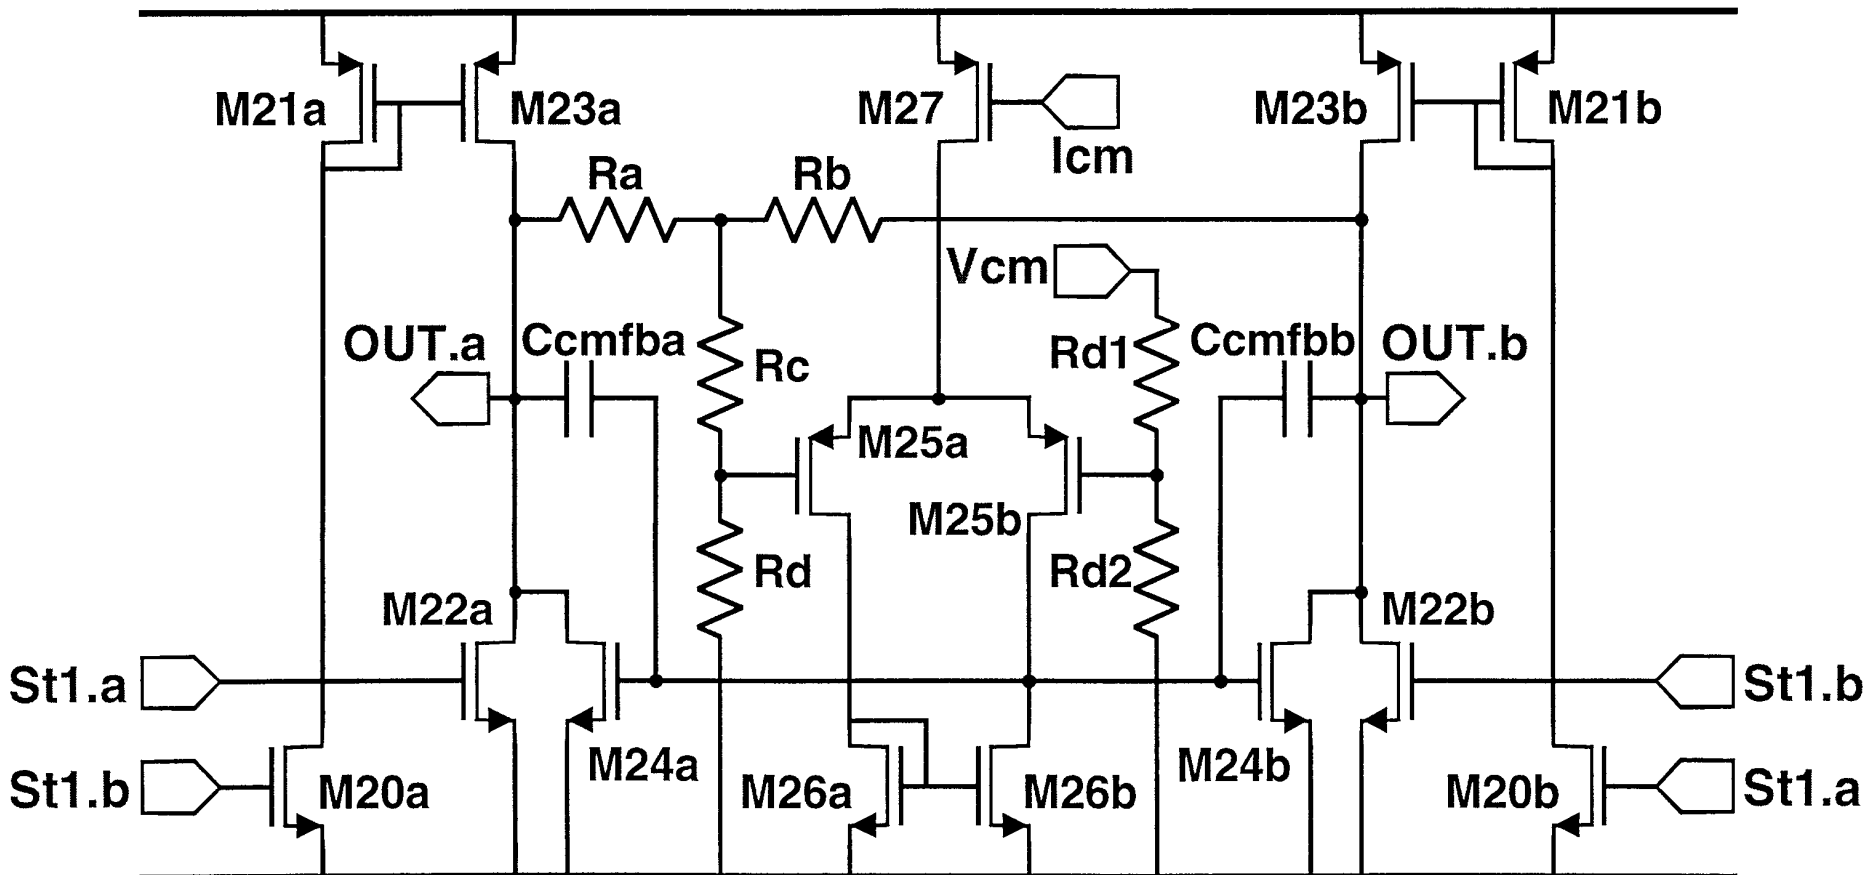 M21a
M23a
M27
M23b
M21b
Icm
Ra
Rb
Vcm
OUT.a
Ccmfba
Rc
Rd1
Ccmfbb
OUT.b
M25a
M25b
Rd
Rd2
M22a
M22b
St1.a
St1.b
M24a
M24b
St1.b
M20a
M26a
M26b
M20b
St1.a